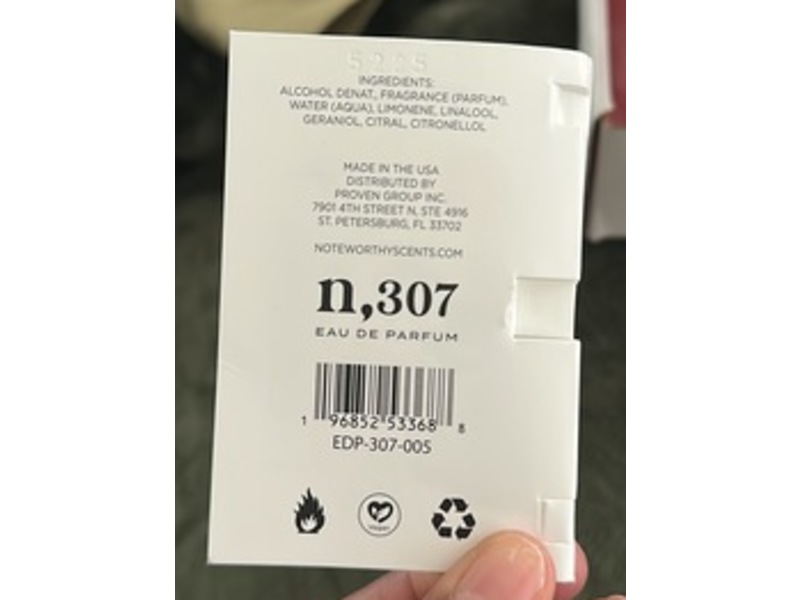 5225
INGREDIENTS:
ALCOHOL DENAT., FRAGRANCE (PARFUM),
WATER (AQUA), LIMONENE, LINALOOL,
GERANIOL, CITRAL, CITRONELLOL
MADE IN THE USA
DISTRIBUTED BY
PROVEN GROUP INC.
7901 4TH STREET N, STE 4916
ST. PETERSBURG, FL 33702
NOTEWORTHYSCENTS.COM
n,307
EAU DE PARFUM
1 96852 53368 8
EDP-307-005
vegan